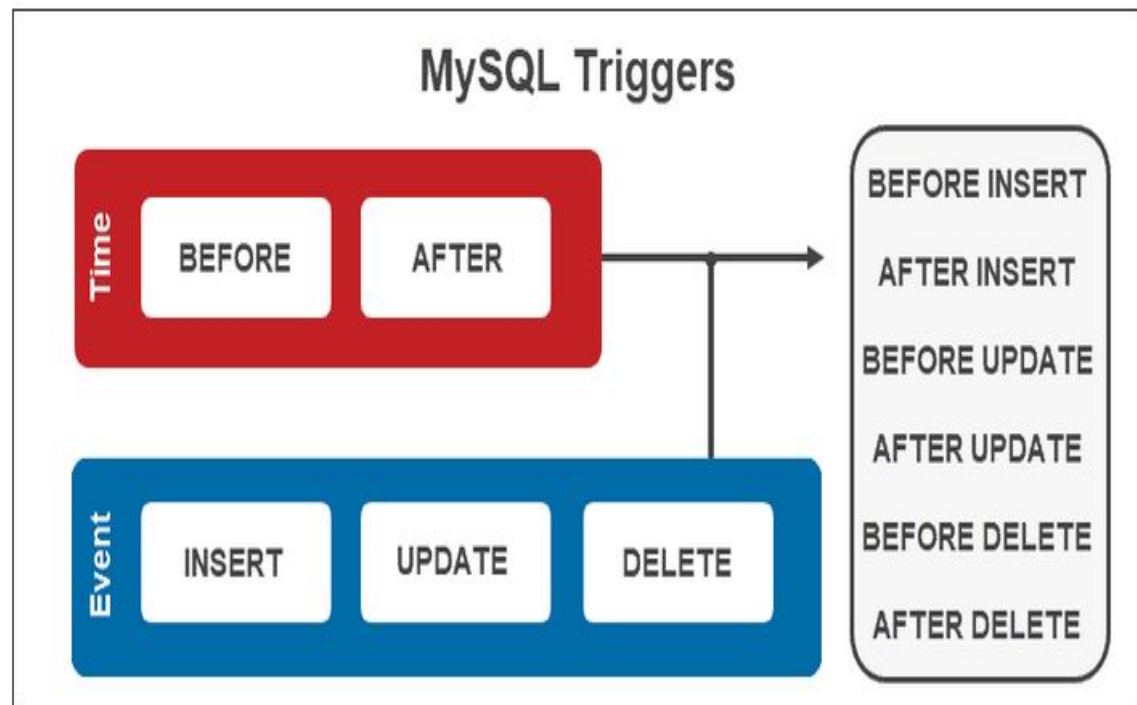 MySQL Triggers
Time
BEFORE
AFTER
Event
INSERT
UPDATE
DELETE
BEFORE INSERT
AFTER INSERT
BEFORE UPDATE
AFTER UPDATE
BEFORE DELETE
AFTER DELETE